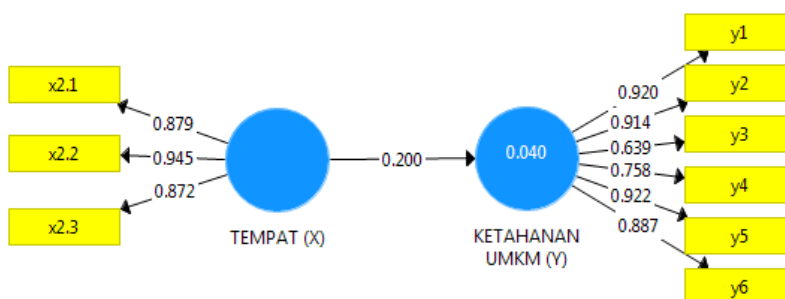 y1
0.920
y2
x2.1
0.914
0.879
y3
0.639
x2.2
0.945
0.200
0.040
0.758
y4
0.872
0.922
x2.3
0.887
TEMPAT (X)
KETAHANAN
UMKM (Y)
y5
y6